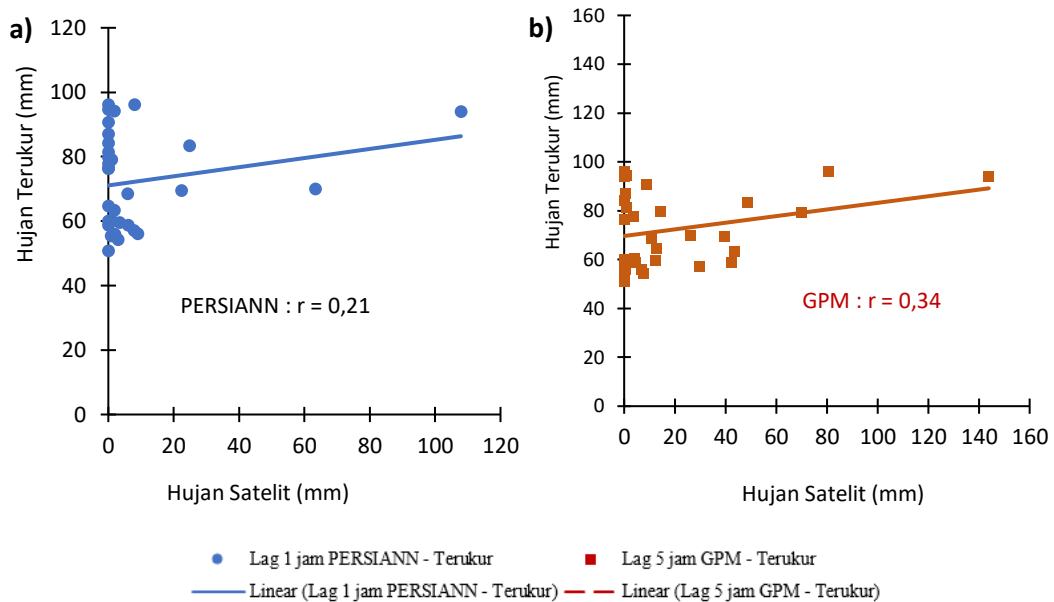 a)
120
100
80
60
40
20
0
Hujan Terukur (mm)
PERSIANN : r = 0,21
0 20 40 60 80 100 120
Hujan Satelit (mm)
b)
160
140
120
100
80
60
40
20
0
Hujan Terukur (mm)
GPM : r = 0,34
0 20 40 60 80 100 120 140 160
Hujan Satelit (mm)
Lag 1 jam PERSIANN - Terukur
Lag 5 jam GPM - Terukur
Linear (Lag 1 jam PERSIANN - Terukur)
Linear (Lag 5 jam GPM - Terukur)